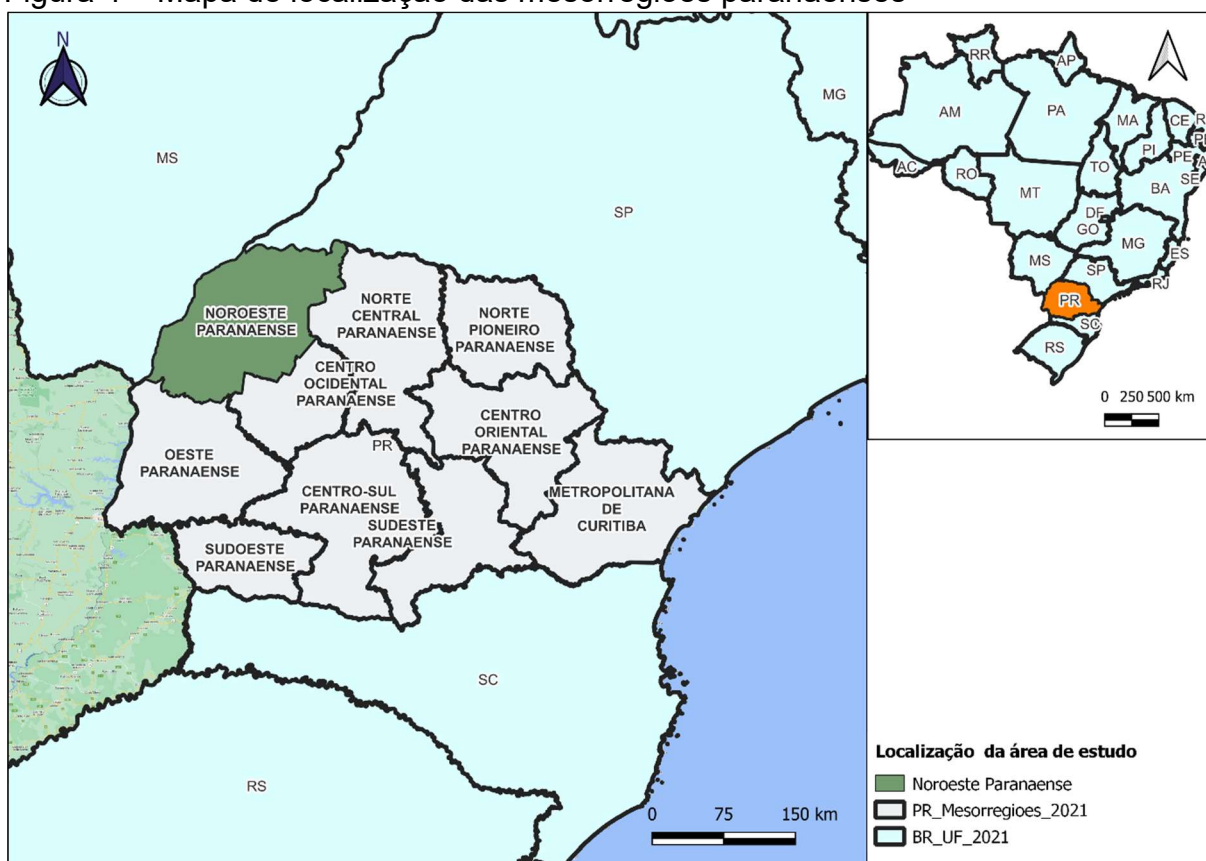 Figura 1 – Mapa de localização das mesorregiões paranaenses
N
MS
MG
SP
NOROESTE
PARANAENSE
NORTE
CENTRAL
PARANAENSE
NORTE
PIONEIRO
PARANAENSE
CENTRO
OCIDENTAL
PARANAENSE
CENTRO
ORIENTAL
PARANAENSE
PR
OESTE
PARANAENSE
CENTRO-SUL
PARANAENSE
SUDESTE
PARANAENSE
METROPOLITANA
DE
CURITIBA
SUDOESTE
PARANAENSE
SC
RS
0 75 150 km
RR
AP
AM
PA
MA
CE
R
PI
PE
A
SE
AC
RO
TO
MT
BA
DF
GO
MG
ES
MS
SP
RJ
PR
SC
RS
0 250 500 km
Localização da área de estudo
Noroeste Paranaense
PR_Mesorregioes_2021
BR_UF_2021